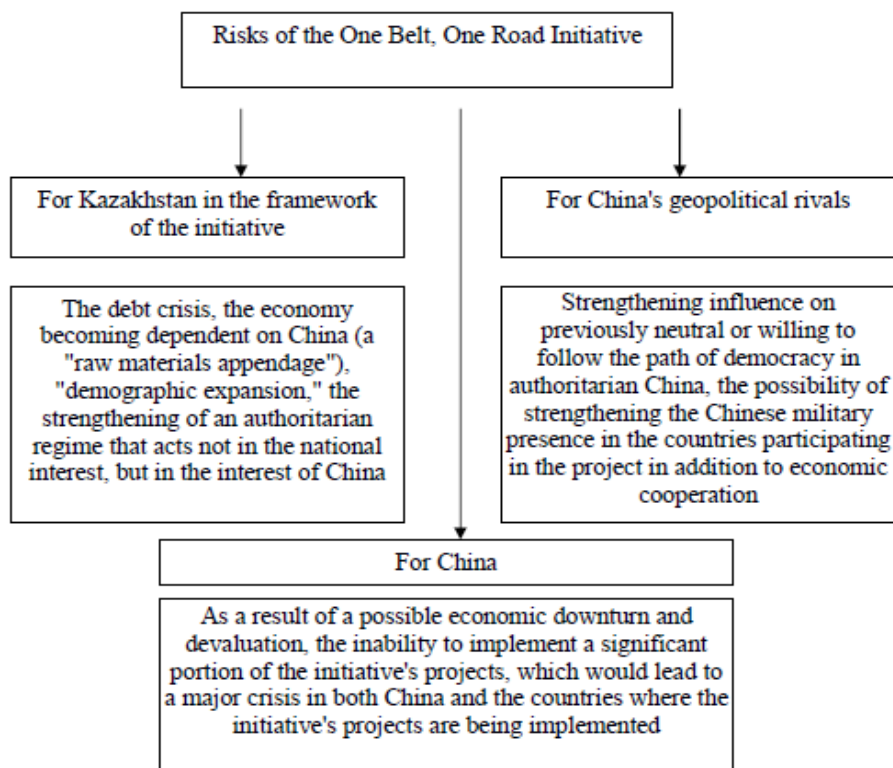 Risks of the One Belt, One Road Initiative
For Kazakhstan in the framework
of the initiative
The debt crisis, the economy
becoming dependent on China (a
"raw materials appendage"),
"demographic expansion," the
strengthening of an authoritarian
regime that acts not in the national
interest, but in the interest of China
For China's geopolitical rivals
Strengthening influence on
previously neutral or willing to
follow the path of democracy in
authoritarian China, the possibility of
strengthening the Chinese military
presence in the countries participating
in the project in addition to economic
cooperation
For China
As a result of a possible economic downturn and
devaluation, the inability to implement a significant
portion of the initiative's projects, which would lead to
a major crisis in both China and the countries where the
initiative's projects are being implemented